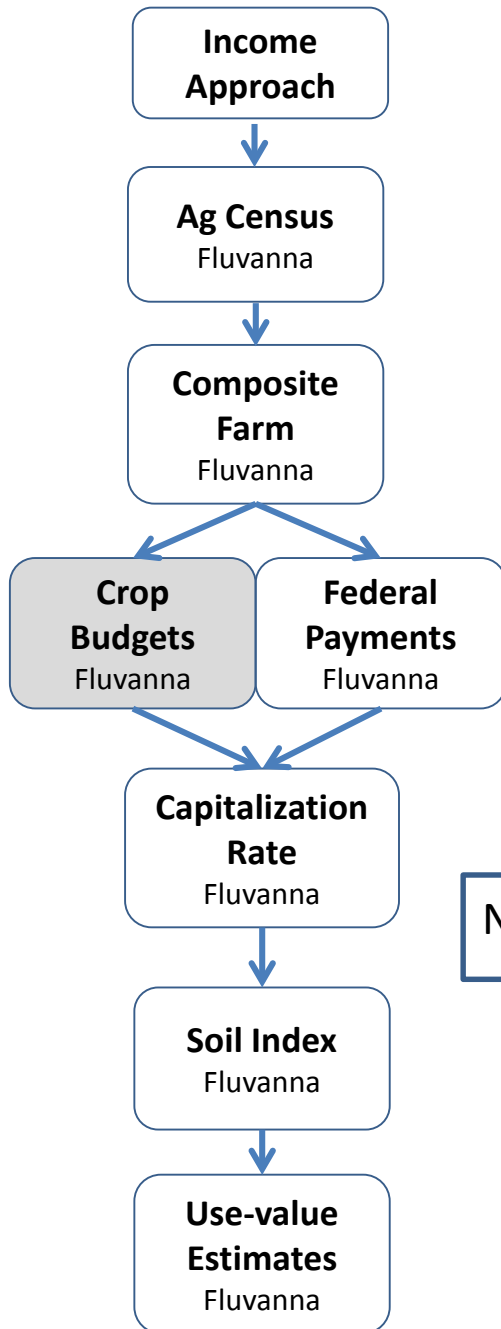 Income
Approach
Ag Census
Fluvanna
Composite
Farm
Fluvanna
Crop
Budgets
Fluvanna
Federal
Payments
Fluvanna
Capitalization
Rate
Fluvanna
N
Soil Index
Fluvanna
Use-value
Estimates
Fluvanna